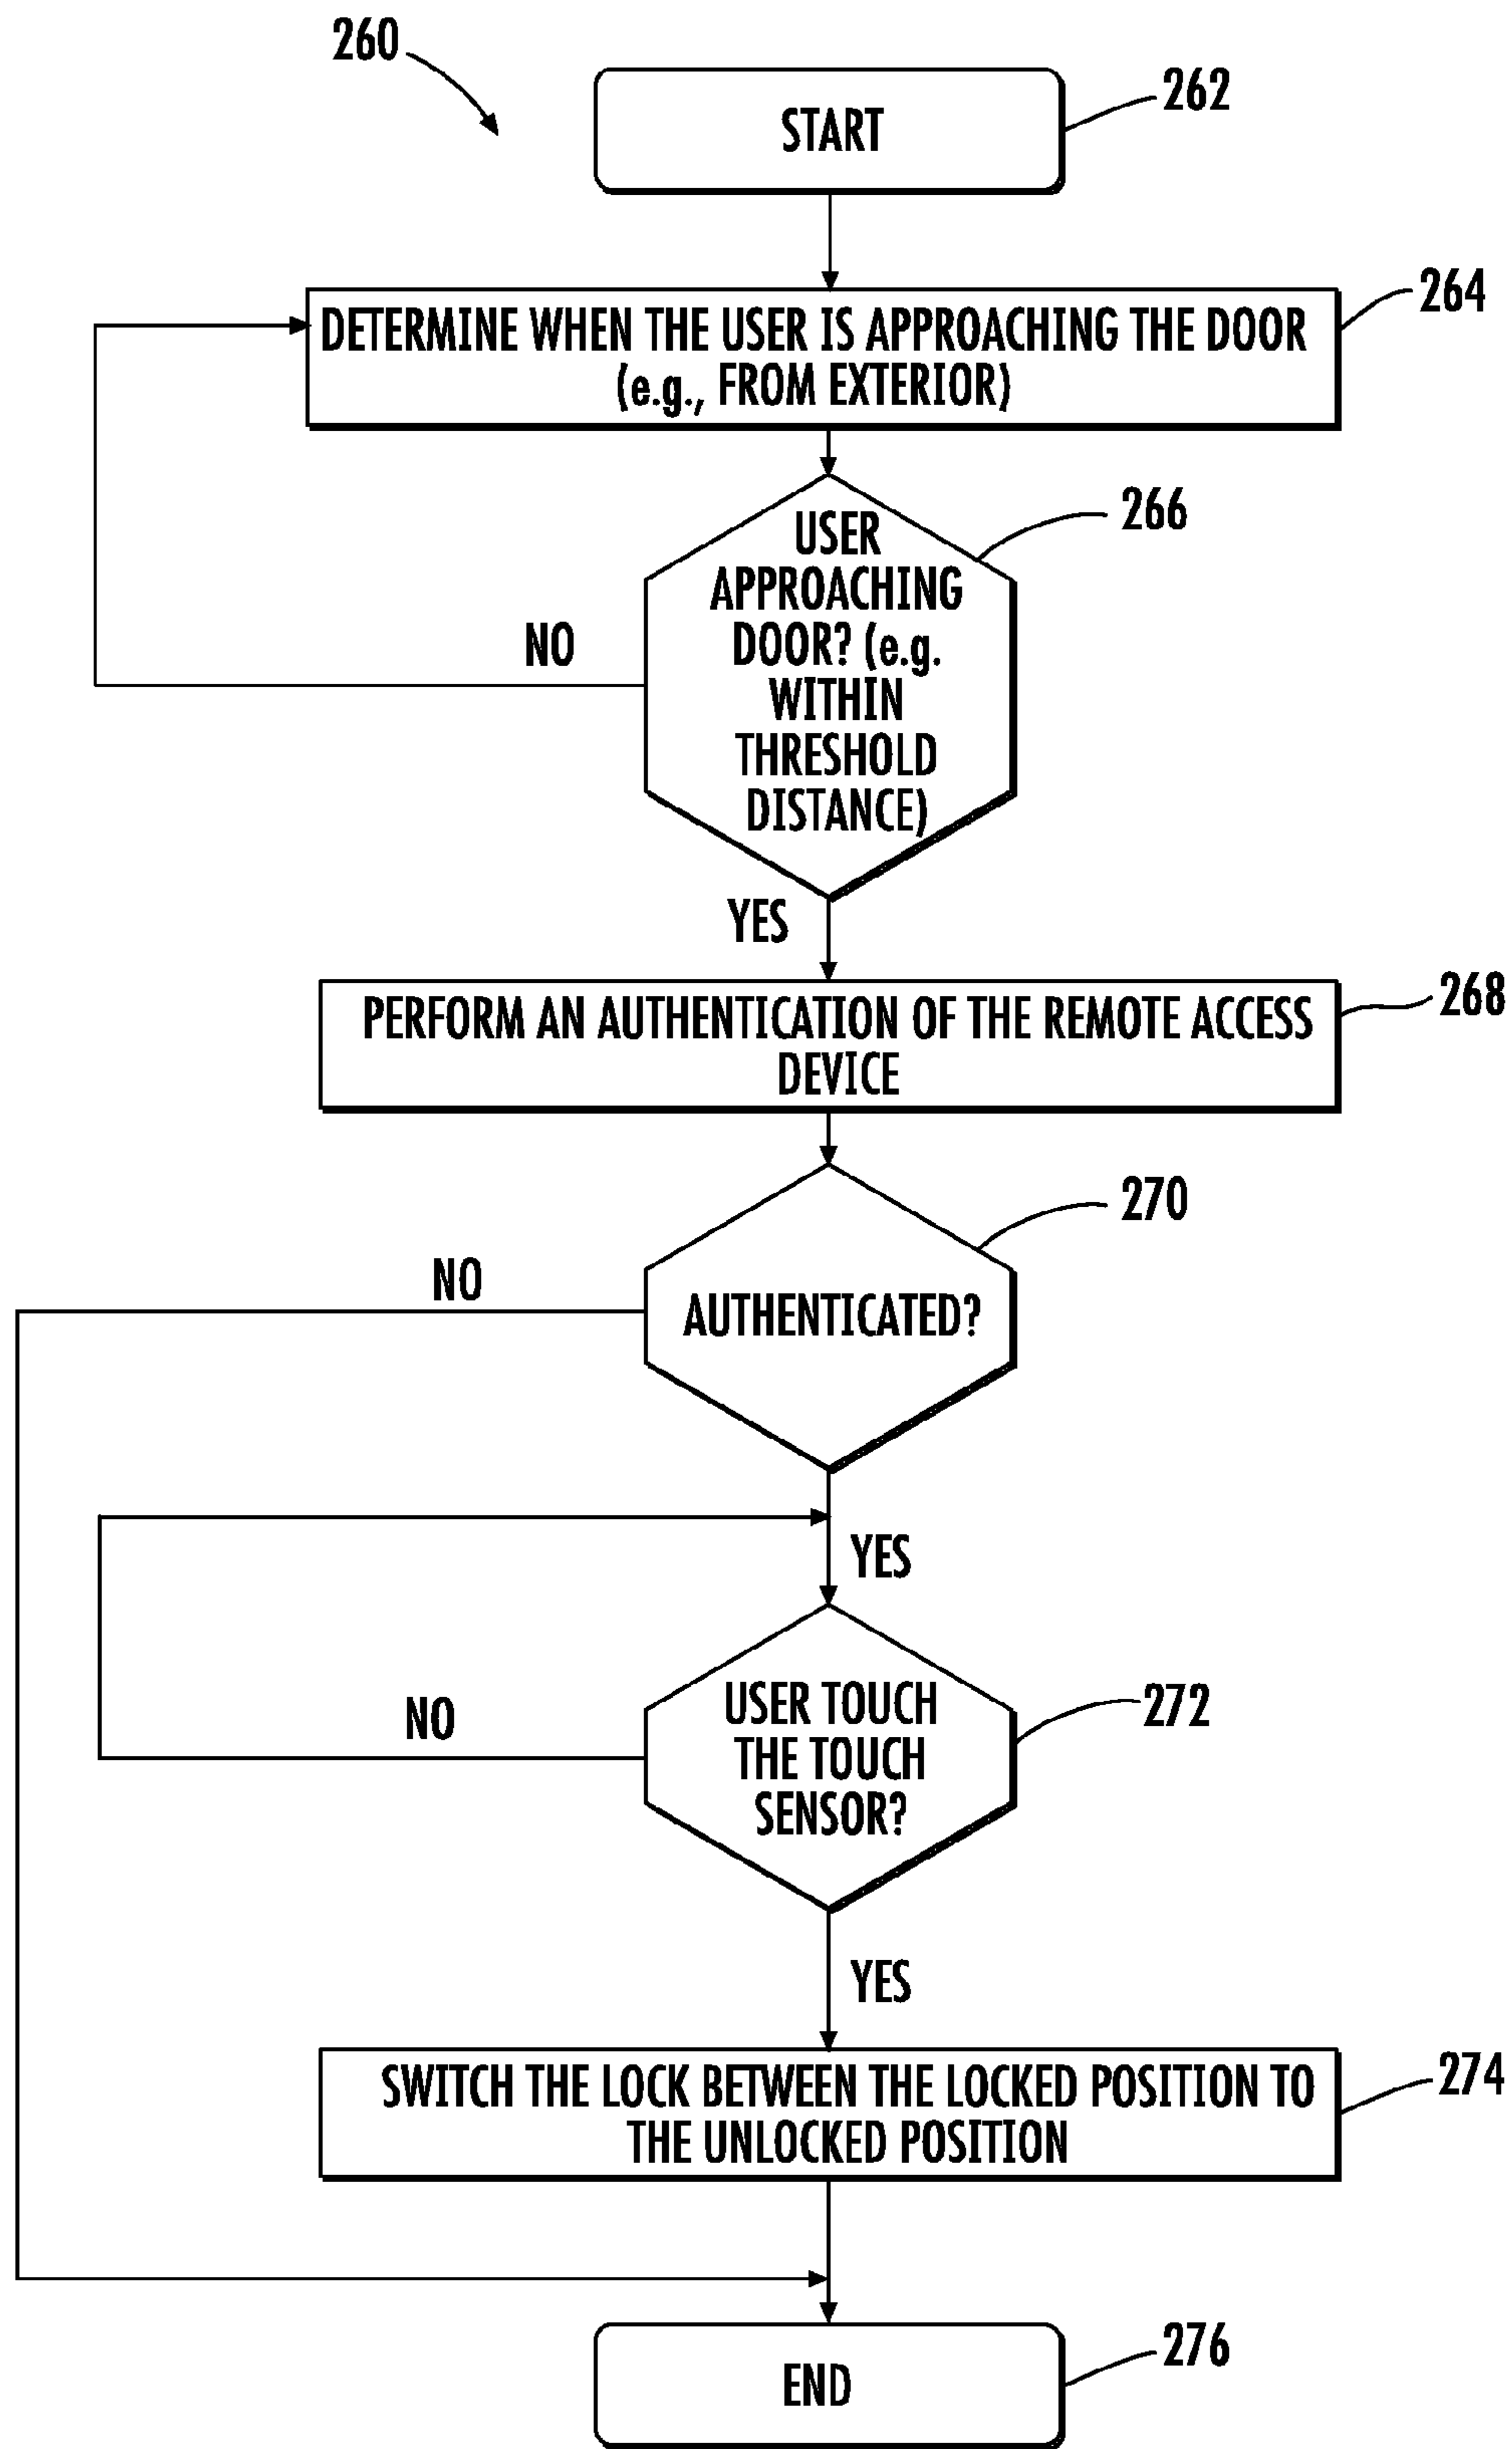 260
262
START
264
DETERMINE WHEN THE USER IS APPROACHING THE DOOR
(e.g., FROM EXTERIOR)
266
USER
APPROACHING
DOOR? (e.g.
WITHIN
THRESHOLD
DISTANCE)
NO
YES
268
PERFORM AN AUTHENTICATION OF THE REMOTE ACCESS
DEVICE
270
NO
AUTHENTICATED?
YES
272
USER TOUCH
THE TOUCH
SENSOR?
NO
YES
274
SWITCH THE LOCK BETWEEN THE LOCKED POSITION TO
THE UNLOCKED POSITION
276
END